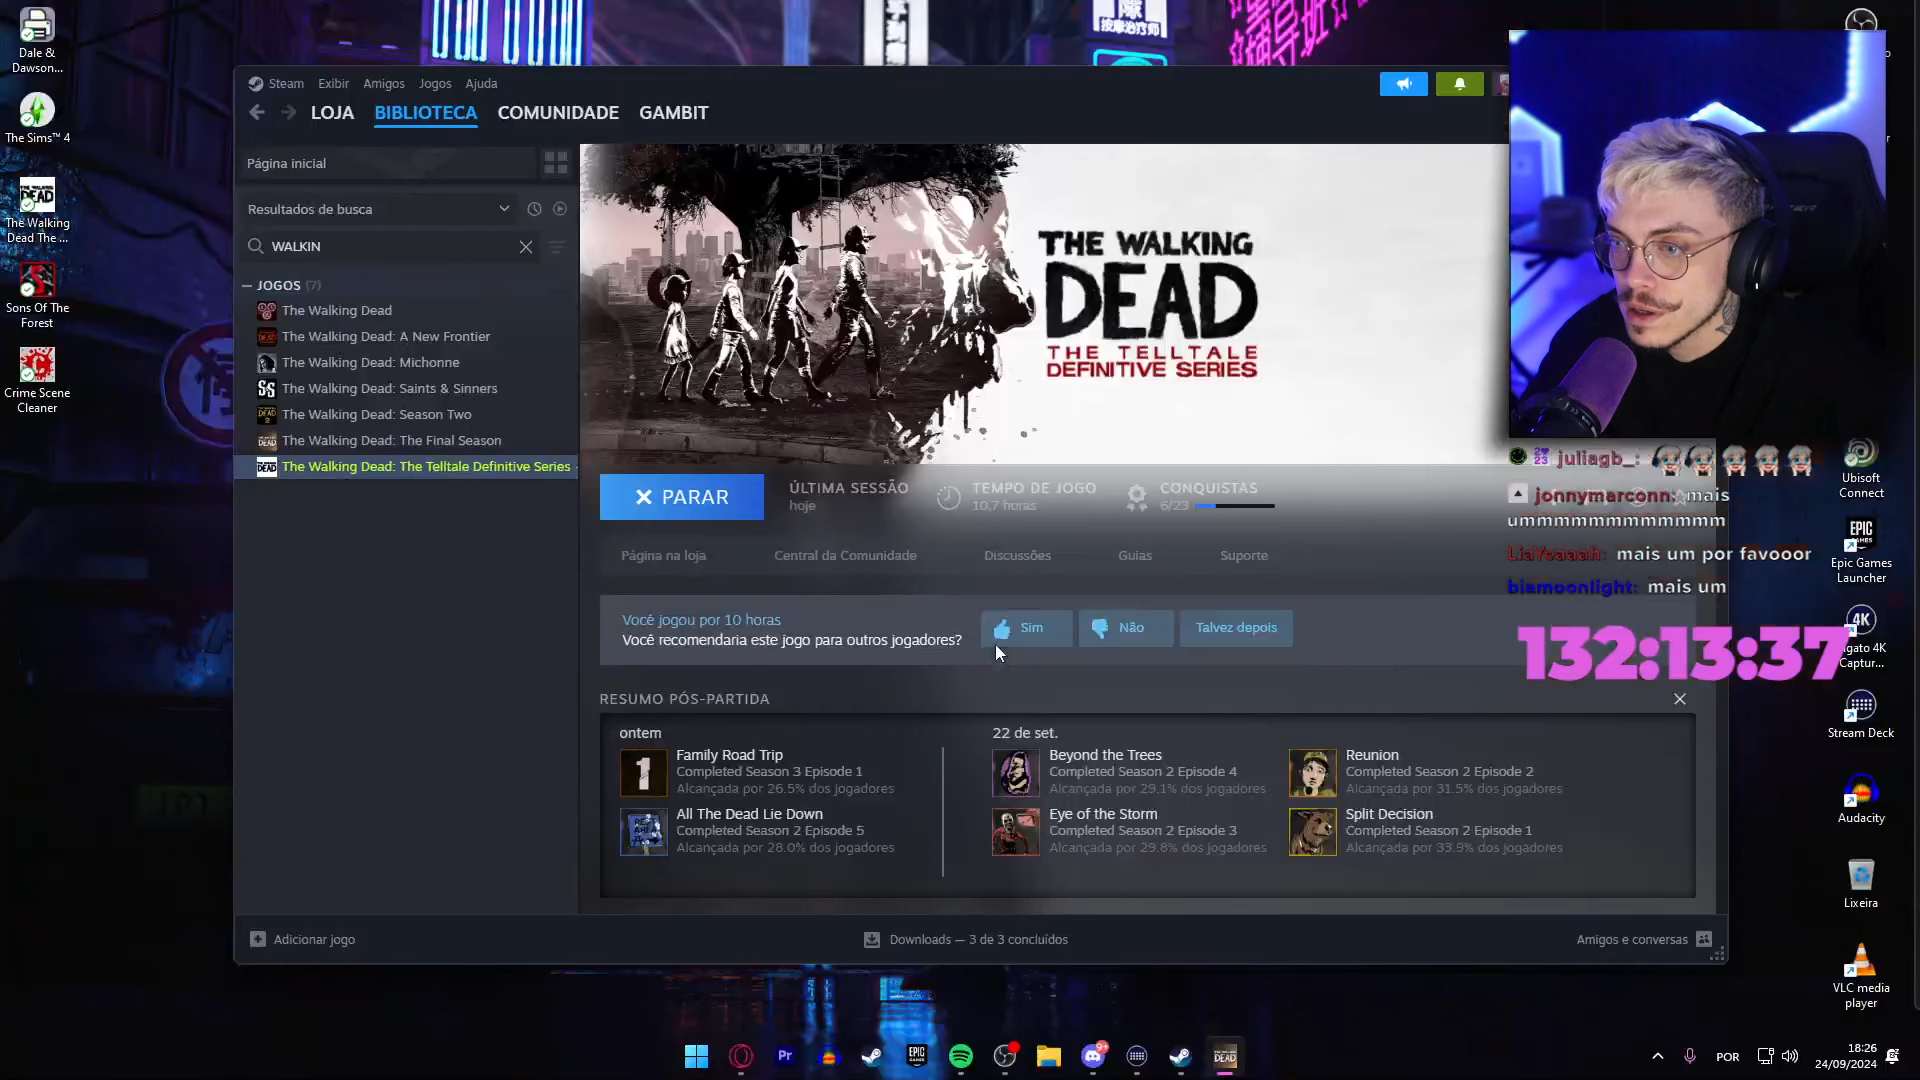 Dale &
Dawson...
The Sims™ 4
The Walking
Dead The ...
Sons Of The
Forest
Crime Scene
Cleaner
Steam Exibir Amigos Jogos Ajuda
LOJA BIBLIOTECA COMUNIDADE GAMBIT
Página inicial
Resultados de busca
WALKIN
JOGOS (7)
The Walking Dead
The Walking Dead: A New Frontier
The Walking Dead: Michonne
The Walking Dead: Saints & Sinners
The Walking Dead: Season Two
The Walking Dead: The Final Season
The Walking Dead: The Telltale Definitive Series -
THE WALKING
DEAD
THE TELLTALE
DEFINITIVE SERIES
PARAR
ÚLTIMA SESSÃO
hoje
TEMPO DE JOGO
10,7 horas
CONQUISTAS
6/23
Página na loja Central da Comunidade Discussões Guias Suporte
Você jogou por 10 horas
Você recomendaria este jogo para outros jogadores?
Sim Não Talvez depois
RESUMO PÓS-PARTIDA
ontem
Family Road Trip
Completed Season 3 Episode 1
Alcançada por 26.5% dos jogadores
All The Dead Lie Down
Completed Season 2 Episode 5
Alcançada por 28.0% dos jogadores
22 de set.
Beyond the Trees
Completed Season 2 Episode 4
Alcançada por 29.1% dos jogadores
Reunion
Completed Season 2 Episode 2
Alcançada por 31.5% dos jogadores
Eye of the Storm
Completed Season 2 Episode 3
Alcançada por 29.8% dos jogadores
Split Decision
Completed Season 2 Episode 1
Alcançada por 33.9% dos jogadores
Adicionar jogo
Downloads — 3 de 3 concluídos
Amigos e conversas
juliagb_:
jonnymarconn: mais
ummmmmmmmmmmm
LiaYeaaah: mais um por favooor
biamoonlight: mais um
132:13:37
Ubisoft
Connect
EPIC
GAMES
Epic Games
Launcher
4K
lgato 4K
Captur...
Stream Deck
Audacity
Lixeira
VLC media
player
Pr
EPIC
9+
DEAD
POR
18:26
24/09/2024